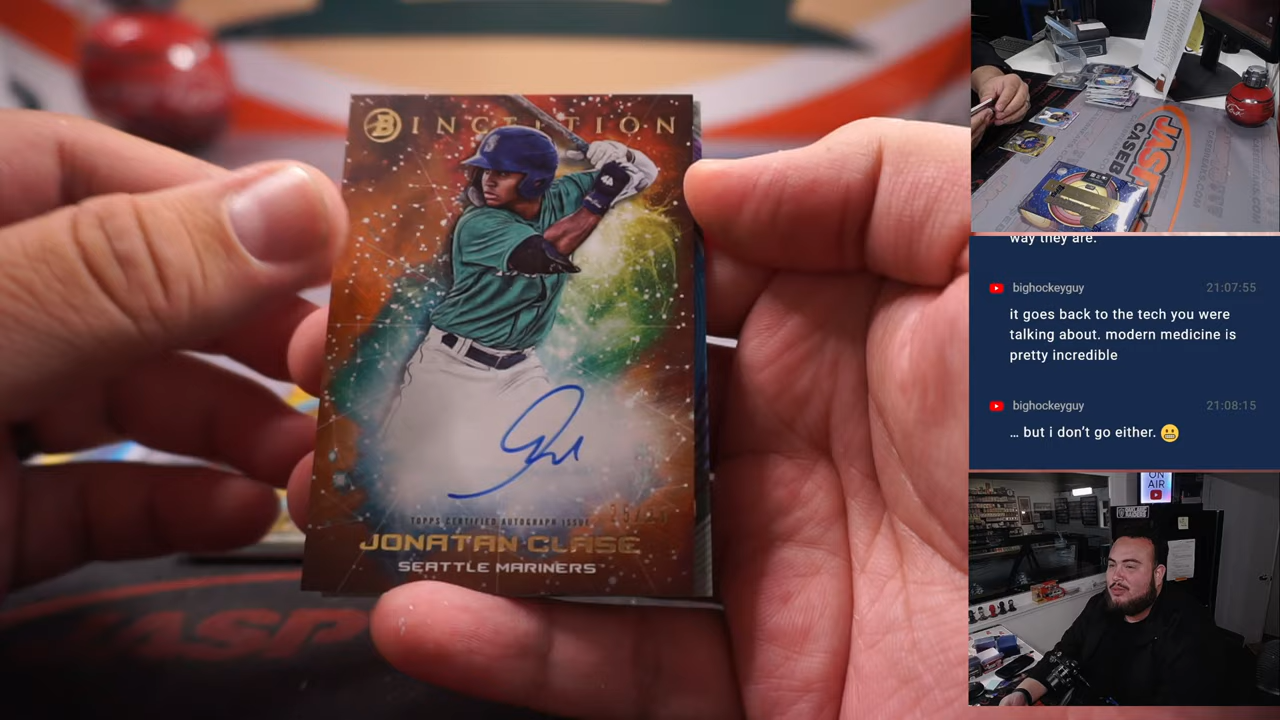 INCEPTION
TOPPS CERTIFIED AUTOGRAPH ISSUE
JONATAN CLASE
SEATTLE MARINERS
JASP
CASEB
way they are.
bighockeyguy 21:07:55
it goes back to the tech you were
talking about. modern medicine is
pretty incredible
bighockeyguy 21:08:15
… but i don’t go either. 😬
ON
AIR